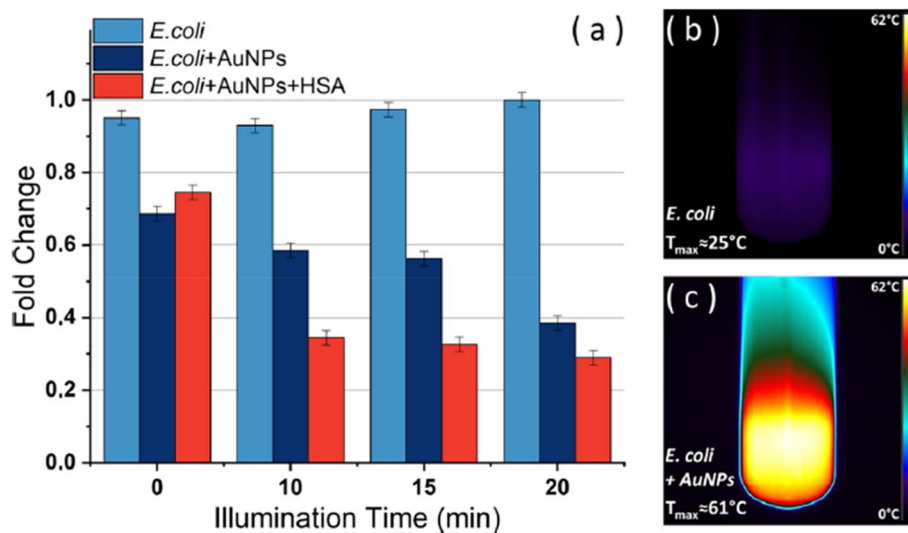 ( a )
E.coli
E.coli+AuNPs
E.coli+AuNPs+HSA
Fold Change
1.0
0.8
0.6
0.4
0.2
0.0
0
10
15
20
Illumination Time (min)
( b )
62°C
E. coli
Tmax≈25°C
0°C
( c )
62°C
E. coli
+ AuNPs
Tmax≈61°C
0°C